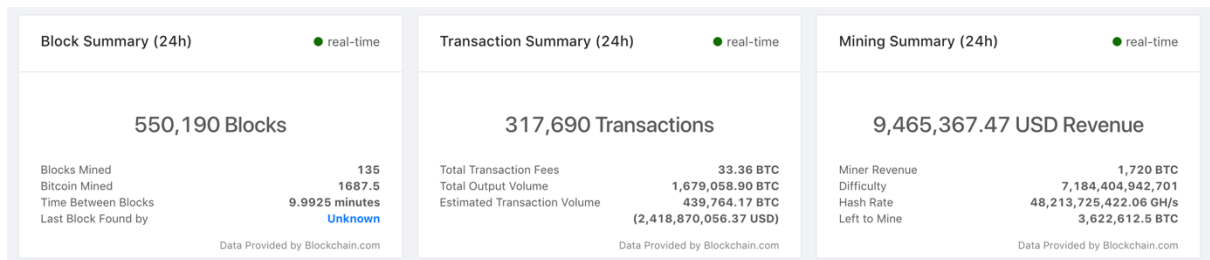 Block Summary (24h) real-time
550,190 Blocks
Blocks Mined 135
Bitcoin Mined 1687.5
Time Between Blocks 9.9925 minutes
Last Block Found by Unknown
Data Provided by Blockchain.com
Transaction Summary (24h) real-time
317,690 Transactions
Total Transaction Fees 33.36 BTC
Total Output Volume 1,679,058.90 BTC
Estimated Transaction Volume 439,764.17 BTC
(2,418,870,056.37 USD)
Data Provided by Blockchain.com
Mining Summary (24h) real-time
9,465,367.47 USD Revenue
Miner Revenue 1,720 BTC
Difficulty 7,184,404,942,701
Hash Rate 48,213,725,422.06 GH/s
Left to Mine 3,622,612.5 BTC
Data Provided by Blockchain.com